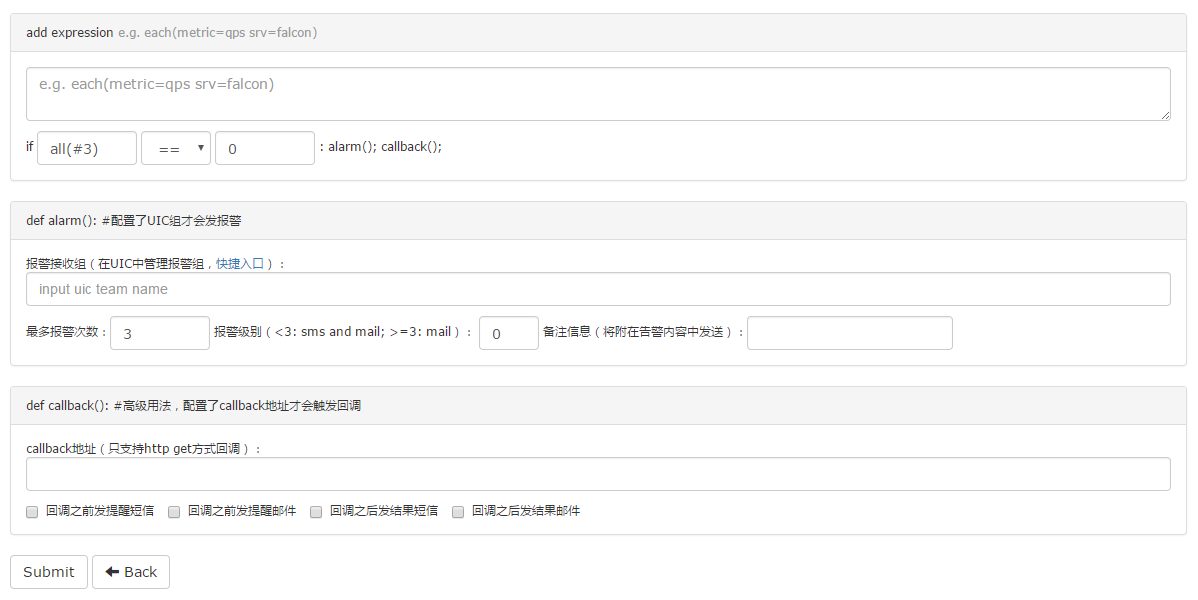 add expression e.g. each(metric=qps srv=falcon)
e.g. each(metric=qps srv=falcon)
if all(#3) == 0 : alarm(); callback();
def alarm(): #配置了UIC组才会发报警
报警接收组（在UIC中管理报警组，快捷入口）：
input uic team name
最多报警次数： 3 报警级别（<3: sms and mail; >=3: mail）： 0 备注信息（将附在告警内容中发送）：
def callback(): #高级用法，配置了callback地址才会触发回调
callback地址（只支持http get方式回调）：
回调之前发提醒短信 回调之前发提醒邮件 回调之后发结果短信 回调之后发结果邮件
Submit Back